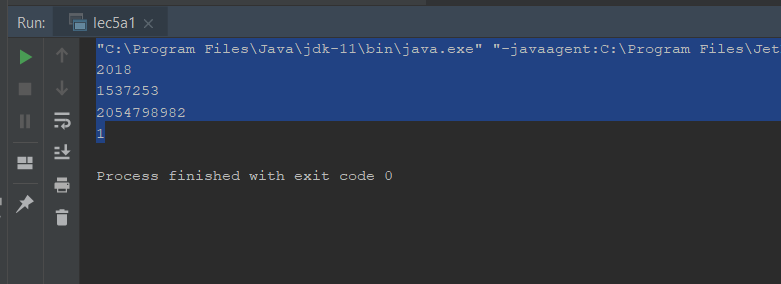 Run: lec5a1
"C:\Program Files\Java\jdk-11\bin\java.exe" "-javaagent:C:\Program Files\Jet
2018
1537253
2054798982
1
Process finished with exit code 0